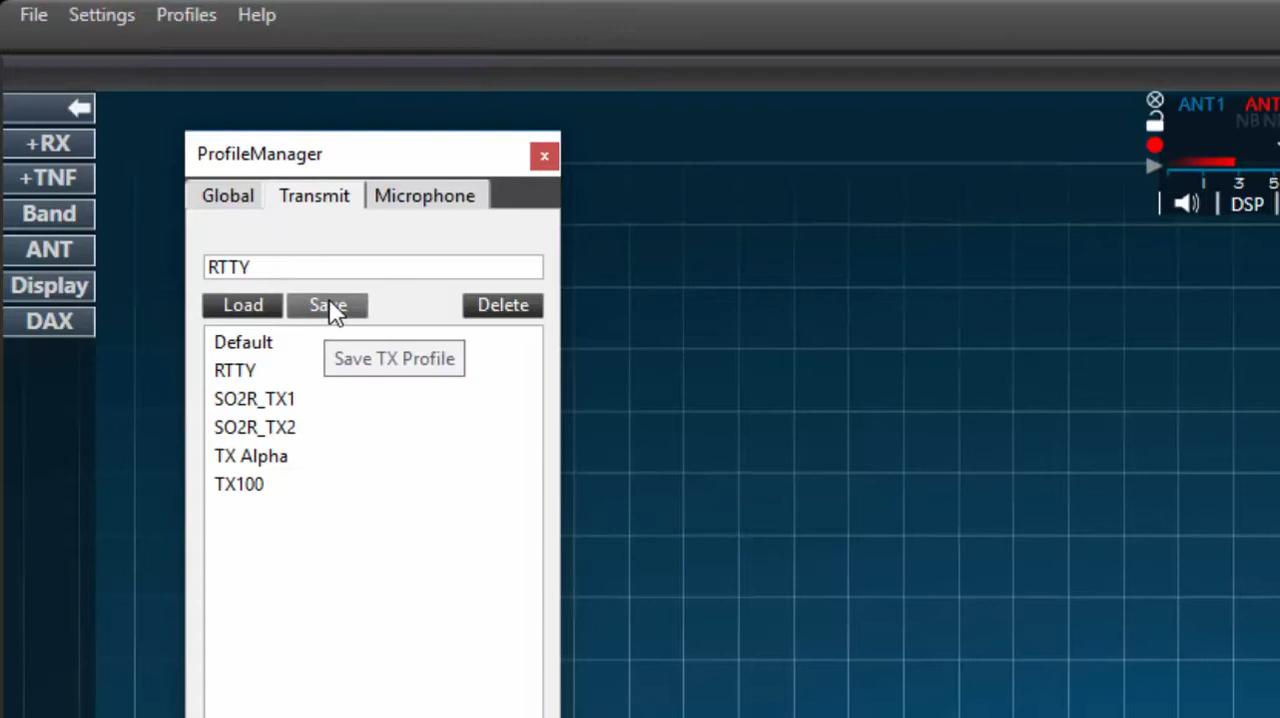 File Settings Profiles Help
+RX
+TNF
Band
ANT
Display
DAX
ProfileManager x
Global Transmit Microphone
RTTY
Load Save Delete
Default
Save TX Profile
RTTY
SO2R_TX1
SO2R_TX2
TX Alpha
TX100
ANT1 ANT
NB
1 3 5
DSP